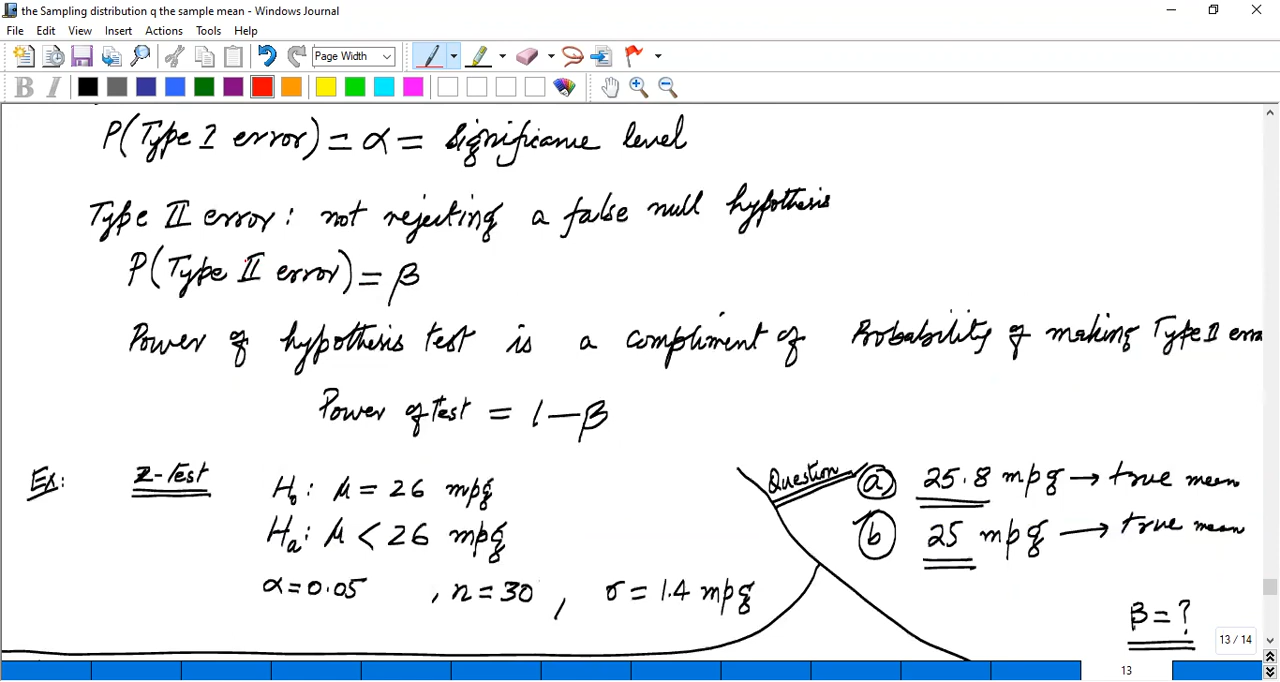 the Sampling distribution q the sample mean - Windows Journal
File Edit View Insert Actions Tools Help
Page Width
B I
P(Type I error) = α = significance level
Type II error: not rejecting a false null hypothesis
P(Type II error) = β
Power of hypothesis test is a compliment of Probability of making Type II erro
Power of test = 1 - β
Ex: Z-Test
H₀: μ = 26 mpg
Hₐ: μ < 26 mpg
α = 0.05 , n = 30 , σ = 1.4 mpg
Question
(a) 25.8 mpg → true mean
(b) 25 mpg → true mean
β = ?
13 / 14
13